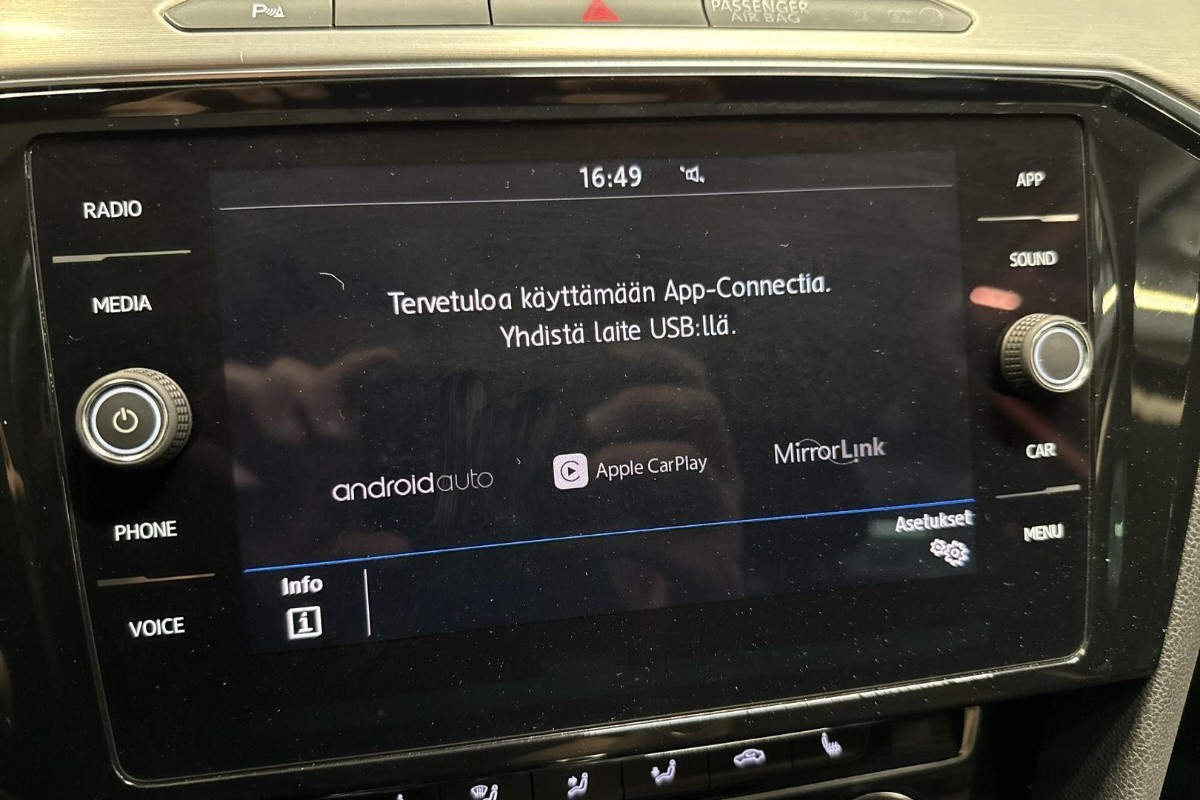 P
PASSENGER
AIR BAG
16:49
RADIO
MEDIA
PHONE
VOICE
Tervetuloa käyttämään App-Connectia.
Yhdistä laite USB:llä.
androidauto
Apple CarPlay
MirrorLink
Asetukset
Info
APP
SOUND
CAR
MENU